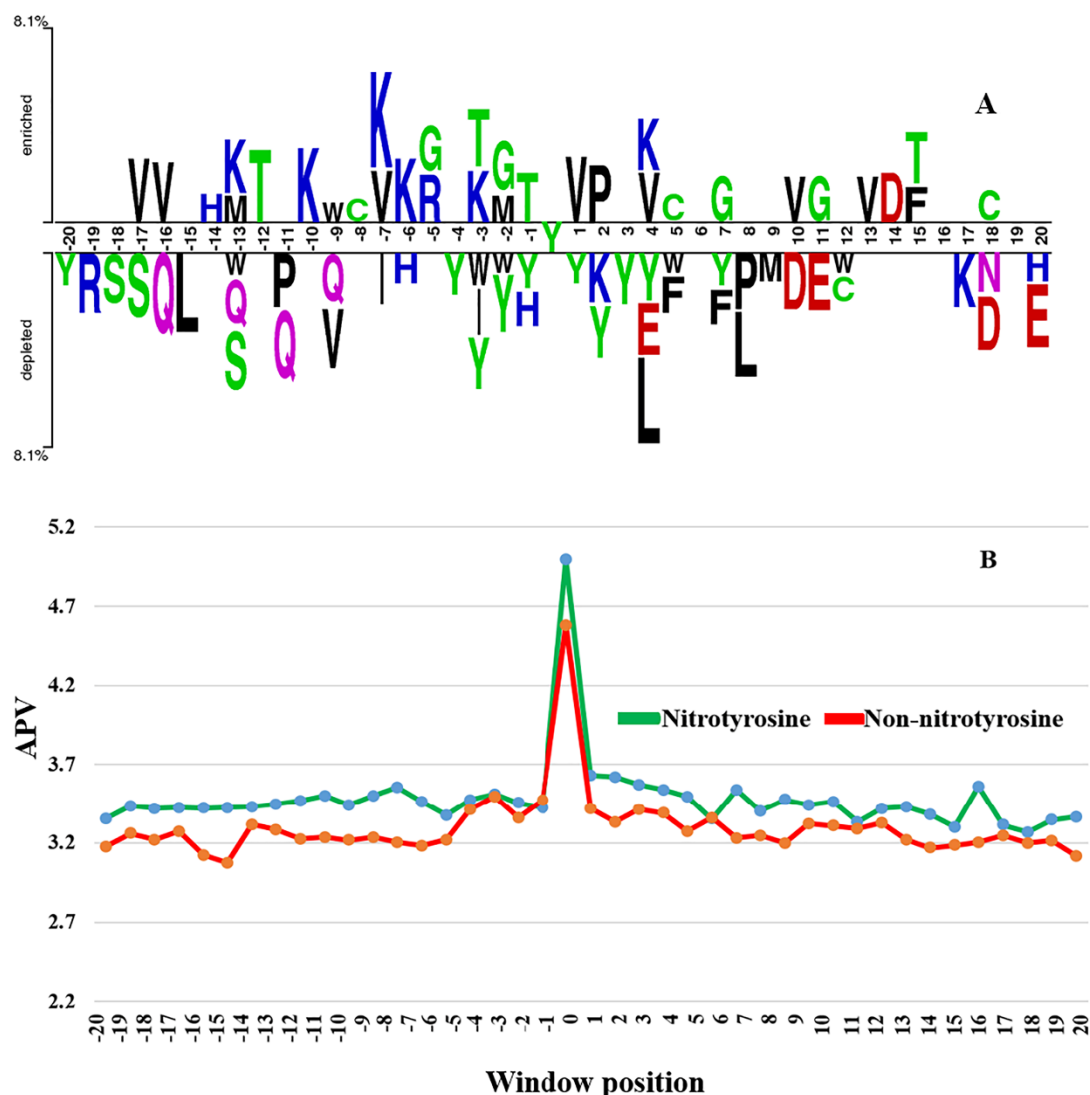 8.1%
A
enriched
K K G T G K T
V V H M T K W C V K R K M T V P V C G V G V D F C
-20 -19 -18 -17 -16 -15 -14 -13 -12 -11 -10 -9 -8 -7 -6 -5 -4 -3 -2 -1 Y 1 2 3 4 5 6 7 8 9 10 11 12 13 14 15 16 17 18 19 20
depleted
Y R S S Q L W P Q I H Y W W Y Y K Y Y W Y P M D E W K N H
Q Q V I Y H Y E F F L C D E
S Y L
8.1%
B
APV
5.2
4.7
4.2
3.7
3.2
2.7
2.2
Nitrotyrosine Non-nitrotyrosine
-20 -19 -18 -17 -16 -15 -14 -13 -12 -11 -10 -9 -8 -7 -6 -5 -4 -3 -2 -1 0 1 2 3 4 5 6 7 8 9 10 11 12 13 14 15 16 17 18 19 20
Window position